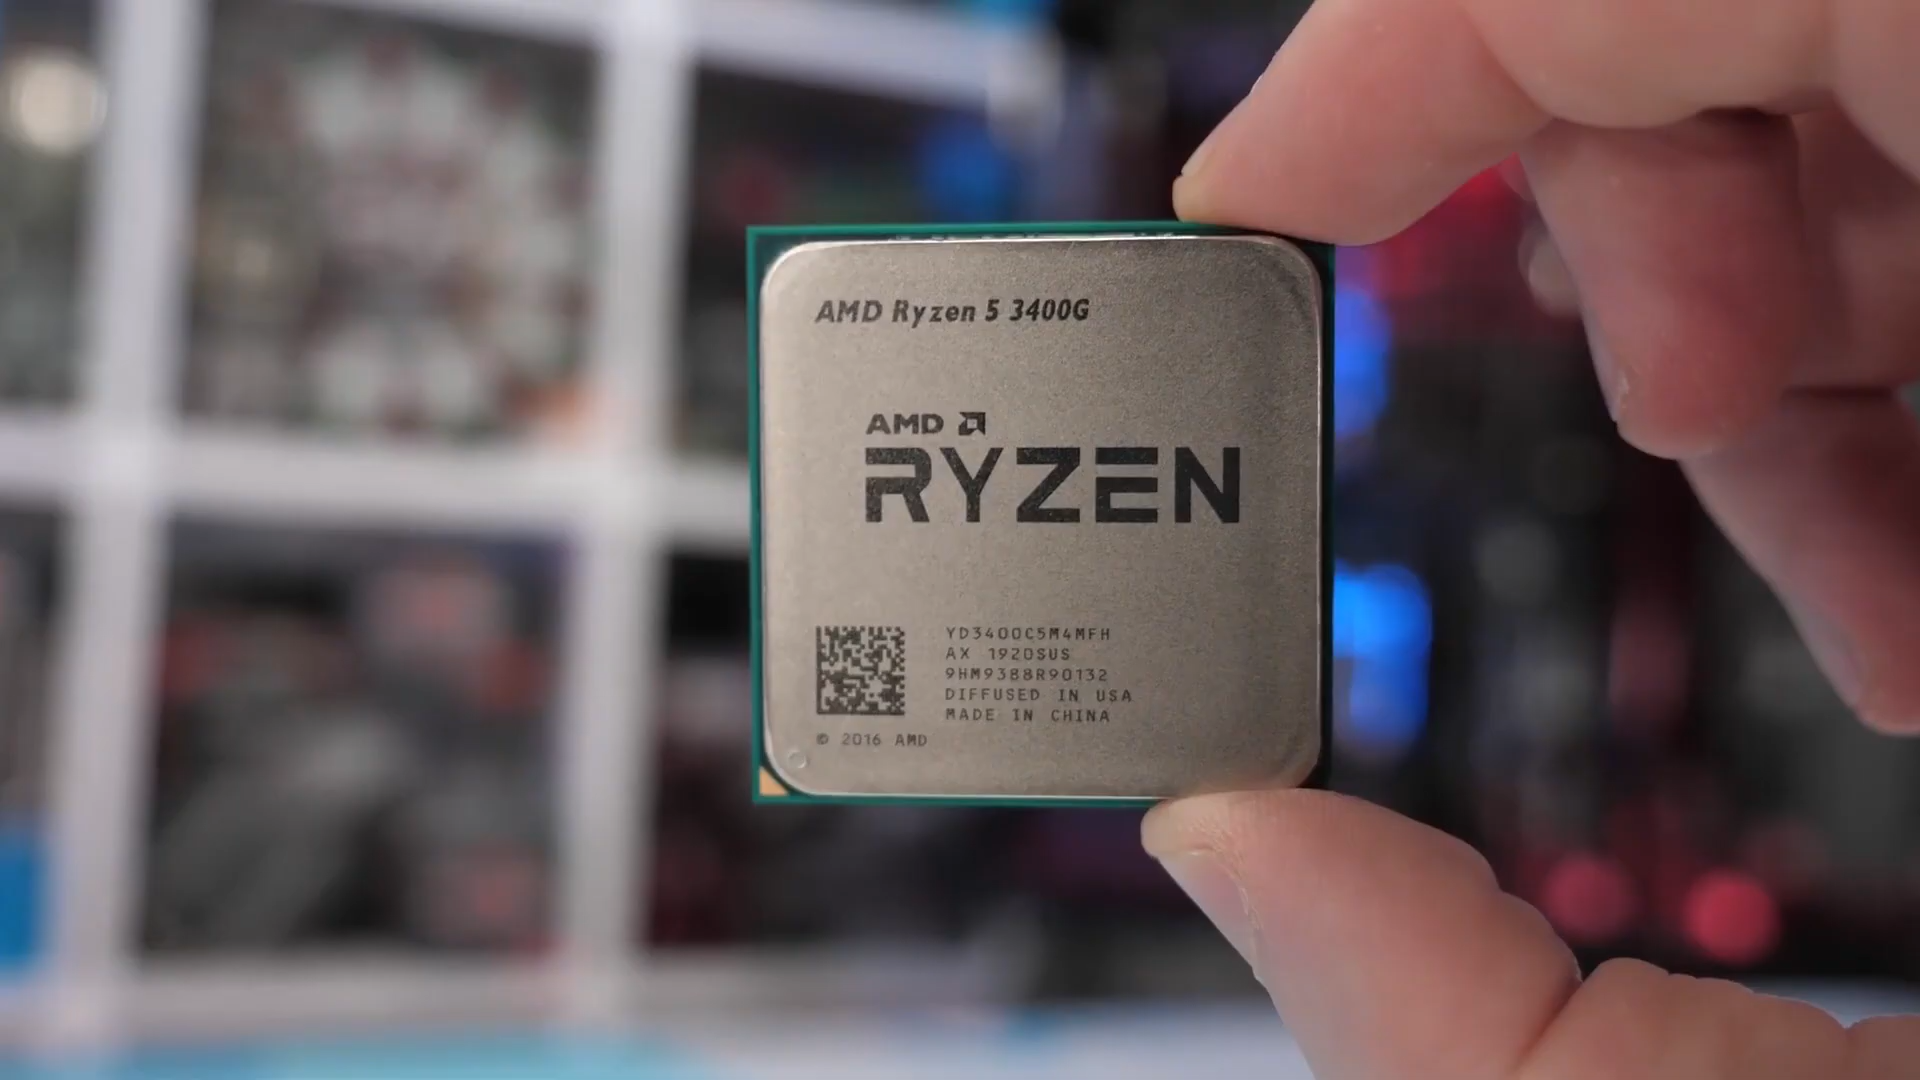 AMD Ryzen 5 3400G
AMD
RYZEN
YD3400C5M4MFH
AX 1920SUS
9HM9388R90132
DIFFUSED IN USA
MADE IN CHINA
© 2016 AMD